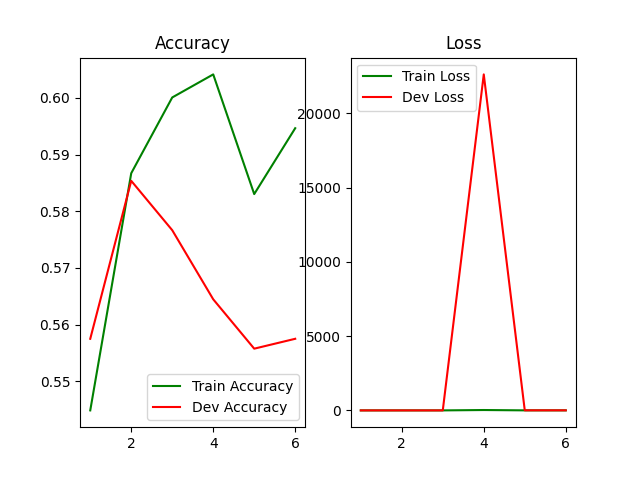 Accuracy
0.60
0.59
0.58
0.57
0.56
0.55
2
4
6
Train Accuracy
Dev Accuracy
Loss
Train Loss
Dev Loss
20000
15000
10000
5000
0
2
4
6